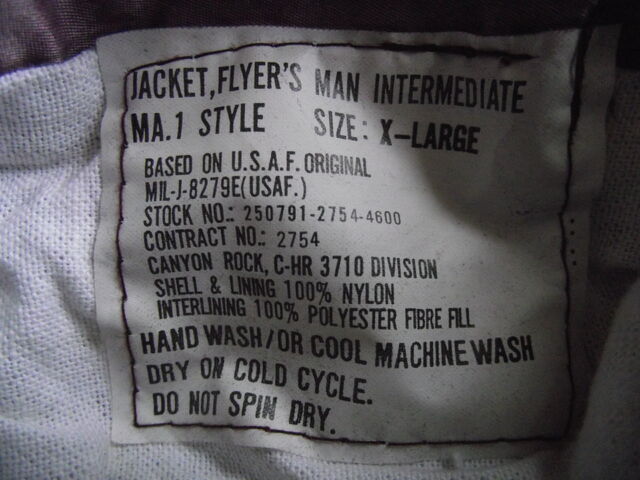 JACKET, FLYER'S MAN INTERMEDIATE
MA.1 STYLE SIZE: X-LARGE
BASED ON U.S.A.F. ORIGINAL
MIL-J-8279E(USAF.)
STOCK NO.: 250791-2754-4600
CONTRACT NO.: 2754
CANYON ROCK, C-HR 3710 DIVISION
SHELL & LINING 100% NYLON
INTERLINING 100% POLYESTER FIBRE FILL
HAND WASH/OR COOL MACHINE WASH
DRY ON COLD CYCLE.
DO NOT SPIN DRY.